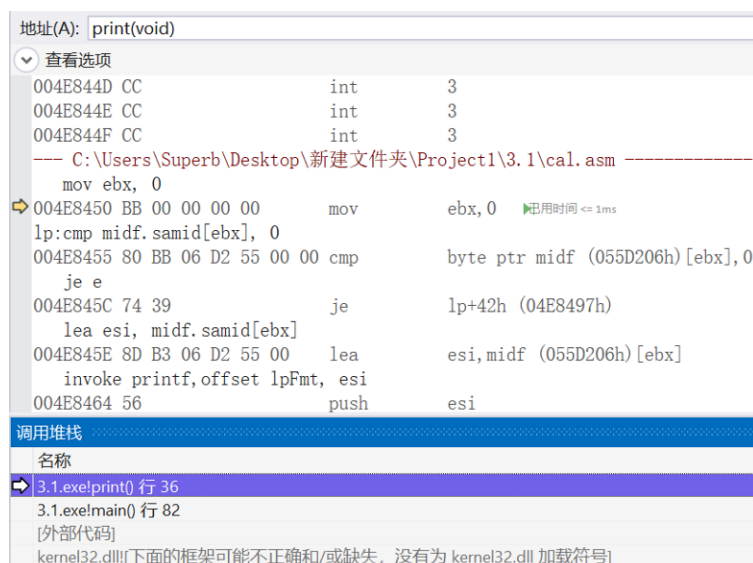 地址(A): print(void)
查看选项
004E844D CC int 3
004E844E CC int 3
004E844F CC int 3
--- C:\Users\Superb\Desktop\新建文件夹\Project1\3.1\cal.asm -------------
mov ebx, 0
004E8450 BB 00 00 00 00 mov ebx,0 已用时间 <= 1ms
lp:cmp midf.samid[ebx], 0
004E8455 80 BB 06 D2 55 00 00 cmp byte ptr midf (055D206h)[ebx],0
je e
004E845C 74 39 je lp+42h (04E8497h)
lea esi, midf.samid[ebx]
004E845E 8D B3 06 D2 55 00 lea esi,midf (055D206h)[ebx]
invoke printf,offset lpFmt, esi
004E8464 56 push esi
调用堆栈
名称
3.1.exe!print() 行 36
3.1.exe!main() 行 82
[外部代码]
kernel32.dll![下面的框架可能不正确和/或缺失，没有为 kernel32.dll 加载符号]